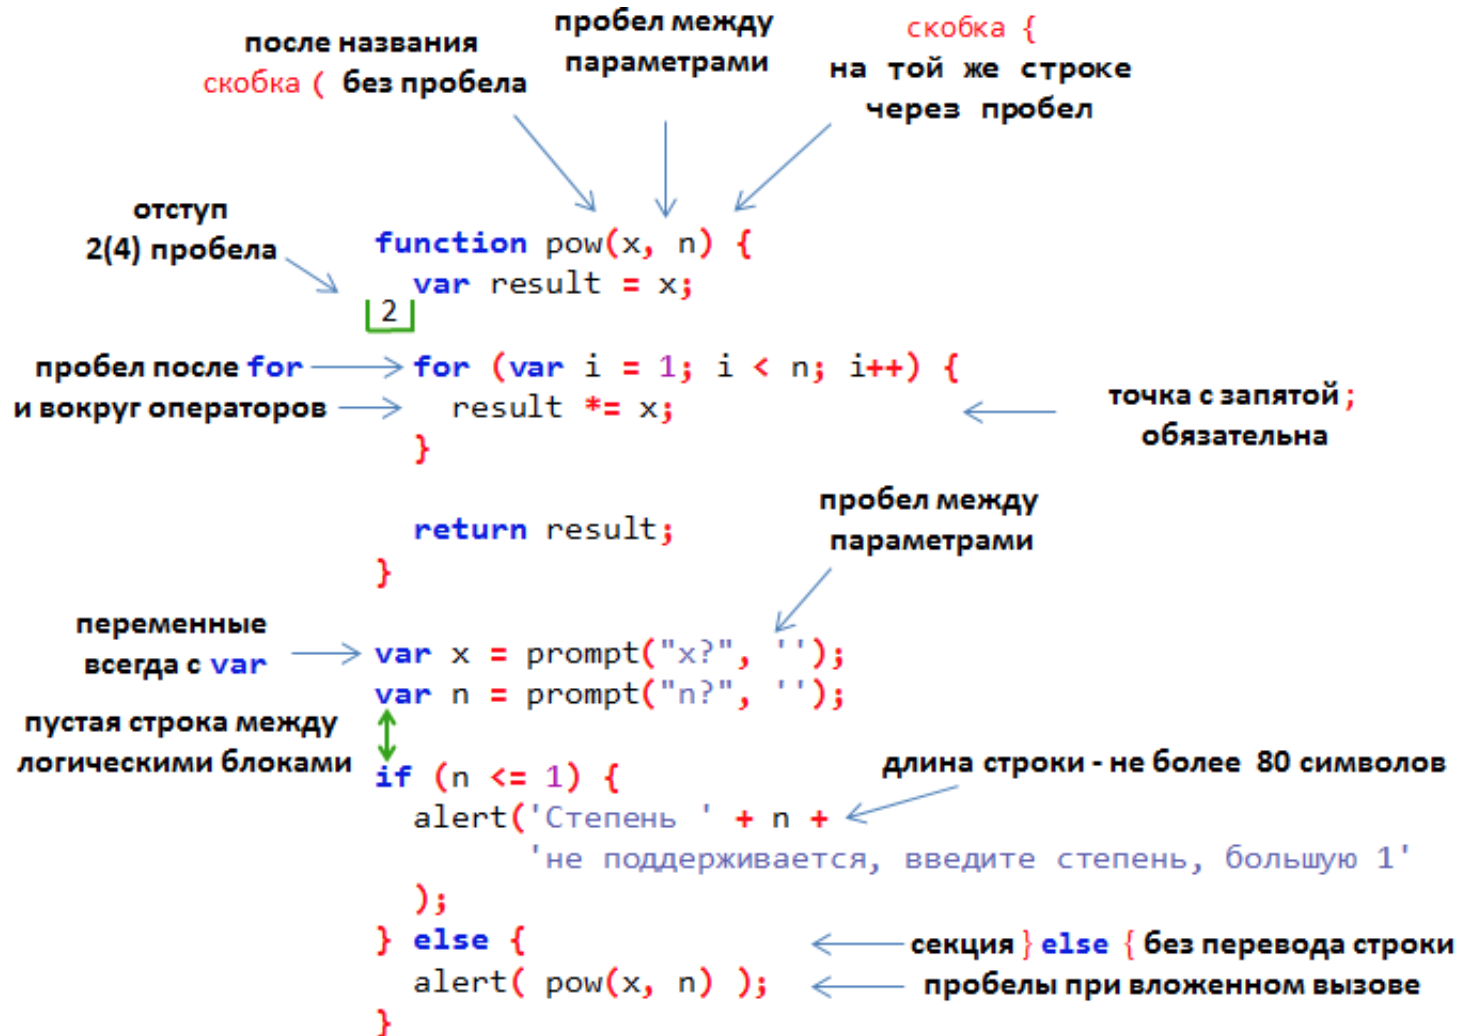 после названия
скобка ( без пробела
пробел между
параметрами
скобка {
на той же строке
через пробел
отступ
2(4) пробела
function pow(x, n) {
var result = x;
2
пробел после for
for (var i = 1; i < n; i++) {
и вокруг операторов
result *= x;
точка с запятой ;
обязательна
}
return result;
}
пробел между
параметрами
переменные
всегда с var
var x = prompt("x?", '');
var n = prompt("n?", '');
пустая строка между
логическими блоками
if (n <= 1) {
длина строки - не более 80 символов
alert('Степень ' + n +
'не поддерживается, введите степень, большую 1'
);
} else {
секция } else { без перевода строки
alert( pow(x, n) );
пробелы при вложенном вызове
}